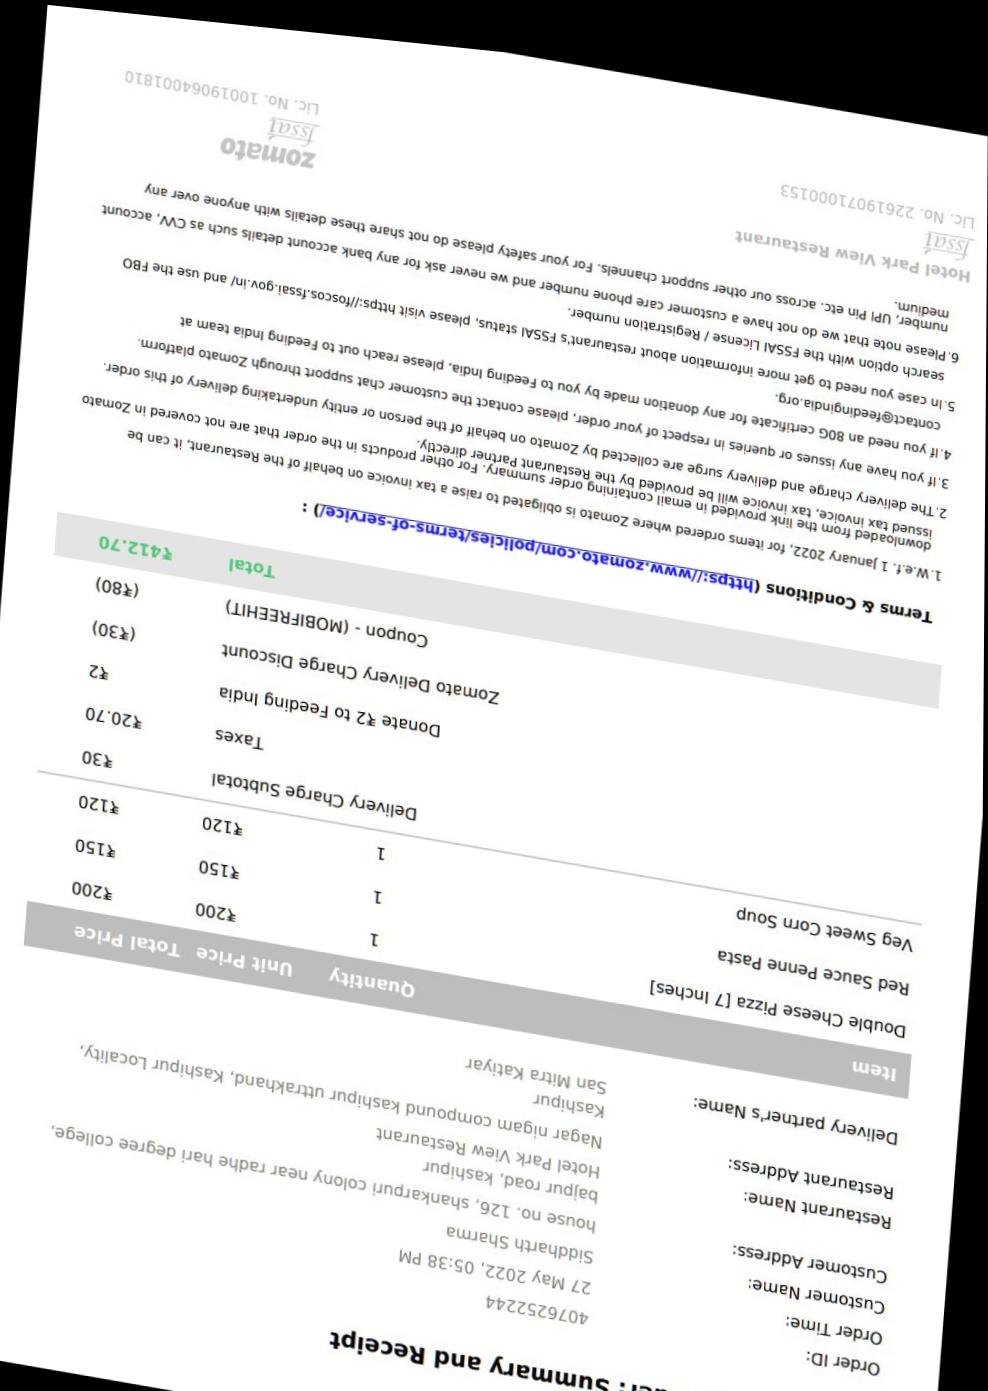 Order: Summary and Receipt
Order ID: 4076252244
Order Time: 27 May 2022, 05:38 PM
Customer Name: Siddharth Sharma
Customer Address: house no. 126, shankarpuri colony near radhe hari degree college,
bajpur road, kashipur
Restaurant Name: Hotel Park View Restaurant
Restaurant Address: Nagar nigam compound kashipur uttrakhand, Kashipur Locality,
Kashipur
Delivery partner's Name: San Mitra Katiyar
Item Quantity Unit Price Total Price
Double Cheese Pizza [7 Inches] 1 ₹200 ₹200
Red Sauce Penne Pasta 1 ₹150 ₹150
Veg Sweet Corn Soup 1 ₹120 ₹120
Delivery Charge Subtotal ₹30
Taxes ₹20.70
Donate ₹2 to Feeding India ₹2
Zomato Delivery Charge Discount (₹30)
Coupon - (MOBIFREEHIT) (₹80)
Total ₹412.70
Terms & Conditions (https://www.zomato.com/policies/terms-of-service/) :
1.W.e.f. 1 January 2022, for items ordered where Zomato is obligated to raise a tax invoice on behalf of the Restaurant, it can be
downloaded from the link provided in email containing order summary. For other products in the order that are not covered in Zomato
issued tax invoice, tax invoice will be provided by the Restaurant Partner directly.
2.The delivery charge and delivery surge are collected by Zomato on behalf of the person or entity undertaking delivery of this order.
3.If you have any issues or queries in respect of your order, please contact the customer chat support through Zomato platform.
4.If you need an 80G certificate for any donation made by you to Feeding India, please reach out to Feeding India team at
contact@feedingindia.org.
5.In case you need to get more information about restaurant's FSSAI status, please visit https://foscos.fssai.gov.in/ and use the FBO
search option with the FSSAI License / Registration number.
6.Please note that we do not have a customer care phone number and we never ask for any bank account details such as CVV, account
number, UPI Pin etc. across our other support channels. For your safety please do not share these details with anyone over any
medium.
Hotel Park View Restaurant
fssai
Lic. No. 22619071000153
zomato
fssai
Lic. No. 10019064001810